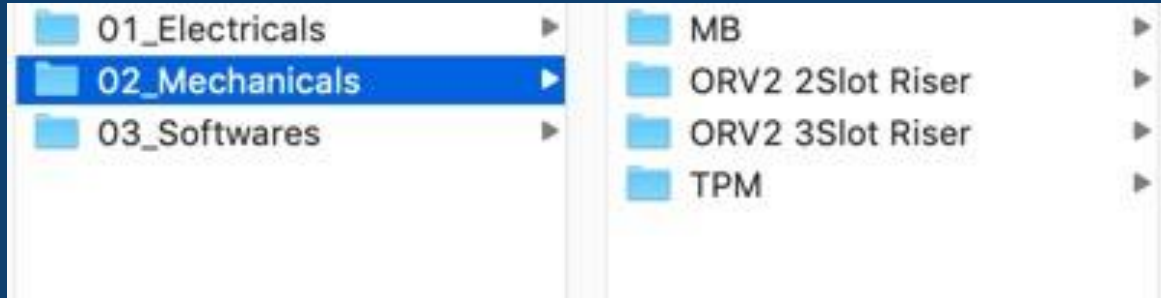 01_Electricals
02_Mechanicals
03_Softwares
MB
ORV2 2Slot Riser
ORV2 3Slot Riser
TPM